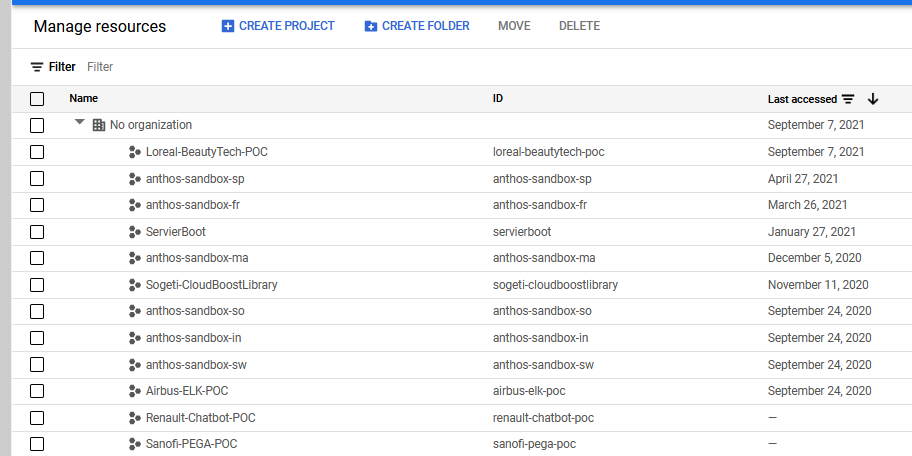 Manage resources CREATE PROJECT CREATE FOLDER MOVE DELETE
Filter Filter
Name ID Last accessed
No organization September 7, 2021
Loreal-BeautyTech-POC loreal-beautytech-poc September 7, 2021
anthos-sandbox-sp anthos-sandbox-sp April 27, 2021
anthos-sandbox-fr anthos-sandbox-fr March 26, 2021
ServierBoot servierboot January 27, 2021
anthos-sandbox-ma anthos-sandbox-ma December 5, 2020
Sogeti-CloudBoostLibrary sogeti-cloudboostlibrary November 11, 2020
anthos-sandbox-so anthos-sandbox-so September 24, 2020
anthos-sandbox-in anthos-sandbox-in September 24, 2020
anthos-sandbox-sw anthos-sandbox-sw September 24, 2020
Airbus-ELK-POC airbus-elk-poc September 24, 2020
Renault-Chatbot-POC renault-chatbot-poc —
Sanofi-PEGA-POC sanofi-pega-poc —